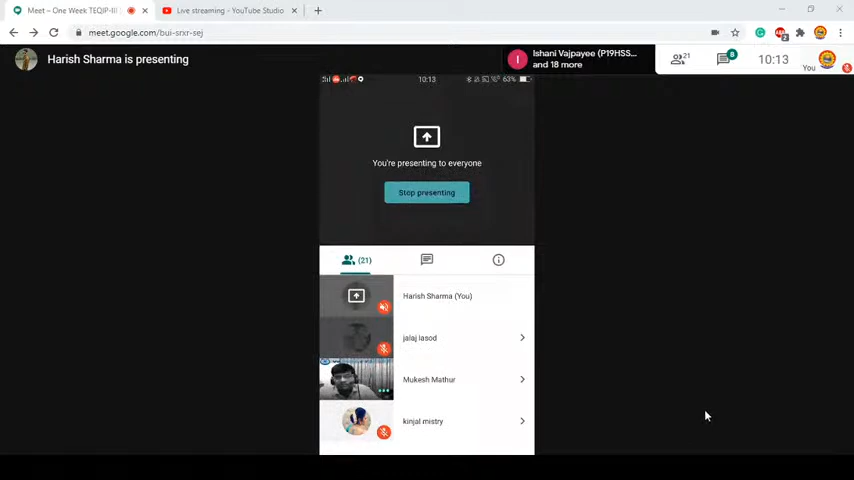 Meet – One Week TEQIP-III
Live streaming - YouTube Studio
meet.google.com/bui-srxr-sej
Harish Sharma is presenting
I
Ishani Vajpayee (P19HSS...
and 18 more
21
8
10:13
You
10:13
63%
You're presenting to everyone
Stop presenting
(21)
Harish Sharma (You)
jalaj iasod
Mukesh Mathur
kinjal mistry